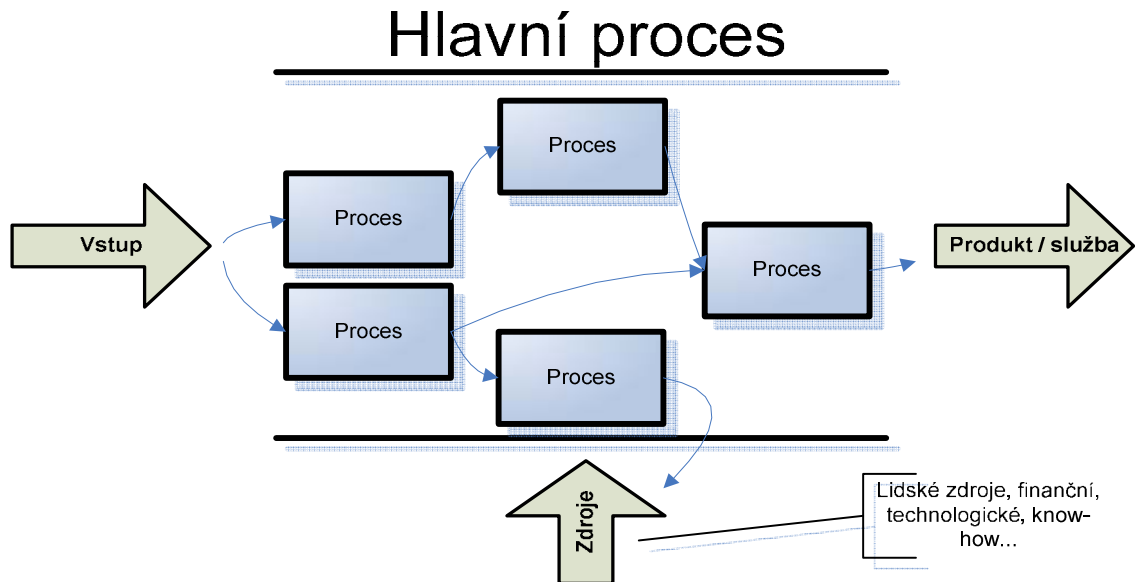 Hlavní proces
Proces
Proces
Vstup
Produkt / služba
Proces
Proces
Proces
Zdroje
Lidské zdroje, finanční,
technologické, know-
how...